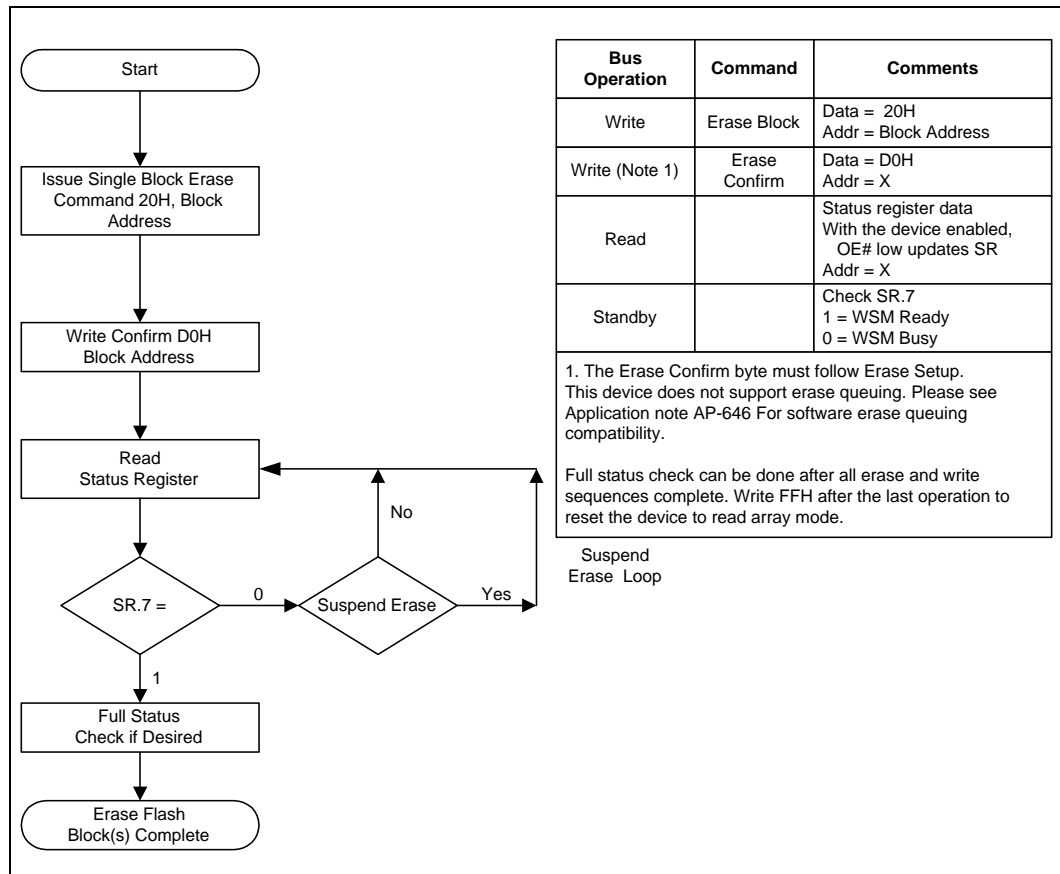 Start
Issue Single Block Erase
Command 20H, Block
Address
Write Confirm D0H
Block Address
Read
Status Register
SR.7 =
0
1
Suspend Erase
No
Yes
Suspend
Erase Loop
Full Status
Check if Desired
Erase Flash
Block(s) Complete
Bus
Operation
Command
Comments
Write
Erase Block
Data = 20H
Addr = Block Address
Write (Note 1)
Erase
Confirm
Data = D0H
Addr = X
Read
Status register data
With the device enabled,
OE# low updates SR
Addr = X
Standby
Check SR.7
1 = WSM Ready
0 = WSM Busy
1. The Erase Confirm byte must follow Erase Setup.
This device does not support erase queuing. Please see
Application note AP-646 For software erase queuing
compatibility.
Full status check can be done after all erase and write
sequences complete. Write FFH after the last operation to
reset the device to read array mode.